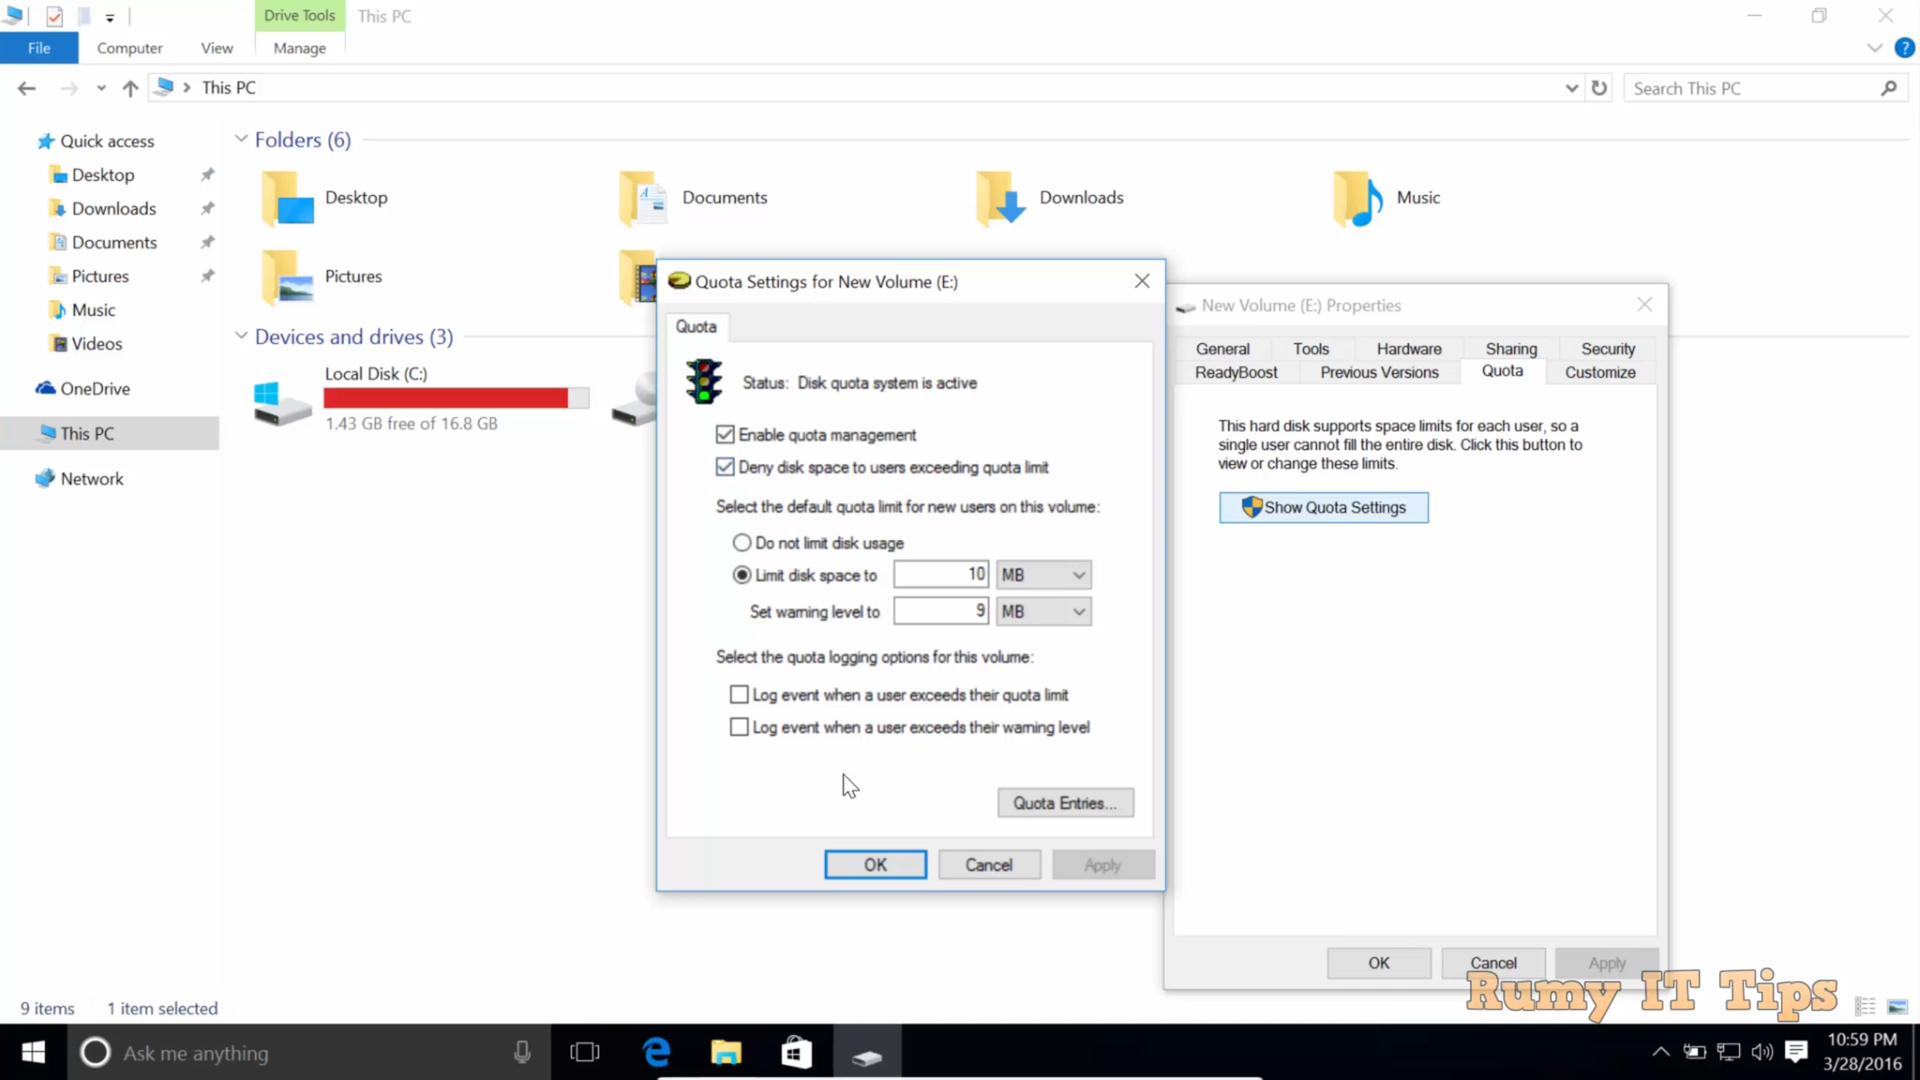 Drive Tools
This PC
File
Computer
View
Manage
This PC
Search This PC
Quick access
Desktop
Downloads
Documents
Pictures
Music
Videos
OneDrive
This PC
Network
Folders (6)
Desktop
Documents
Downloads
Music
Pictures
Devices and drives (3)
Local Disk (C:)
1.43 GB free of 16.8 GB
Quota Settings for New Volume (E:)
Quota
Status: Disk quota system is active
Enable quota management
Deny disk space to users exceeding quota limit
Select the default quota limit for new users on this volume:
Do not limit disk usage
Limit disk space to 10 MB
Set warning level to 9 MB
Select the quota logging options for this volume:
Log event when a user exceeds their quota limit
Log event when a user exceeds their warning level
Quota Entries...
OK Cancel Apply
New Volume (E:) Properties
General Tools Hardware Sharing Security
ReadyBoost Previous Versions Quota Customize
This hard disk supports space limits for each user, so a
single user cannot fill the entire disk. Click this button to
view or change these limits.
Show Quota Settings
OK Cancel Apply
Rumy IT Tips
9 items 1 item selected
Ask me anything
10:59 PM
3/28/2016